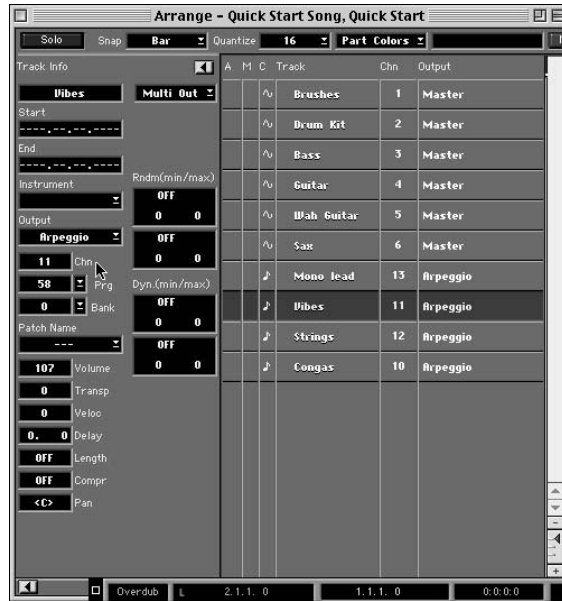 Arrange - Quick Start Song, Quick Start
Solo Snap Bar Quantize 16 Part Colors
Track Info
Vibes Multi Out
Start
----.--.--.----
End
----.--.--.----
Instrument
Output
Arpeggio
11 Chn
58 Prg
0 Bank
Patch Name
---
107 Volume
0 Transp
0 Veloc
0. 0 Delay
OFF Length
OFF Compr
<C> Pan
Rndm(min/max)
OFF
0 0
OFF
0 0
Dyn.(min/max)
OFF
0 0
OFF
0 0
A M C Track Chn Output
Brushes 1 Master
Drum Kit 2 Master
Bass 3 Master
Guitar 4 Master
Wah Guitar 5 Master
Sax 6 Master
Mono lead 13 Arpeggio
Vibes 11 Arpeggio
Strings 12 Arpeggio
Congas 10 Arpeggio
Overdub L 2.1.1. 0 1.1.1. 0 0:0:0:0